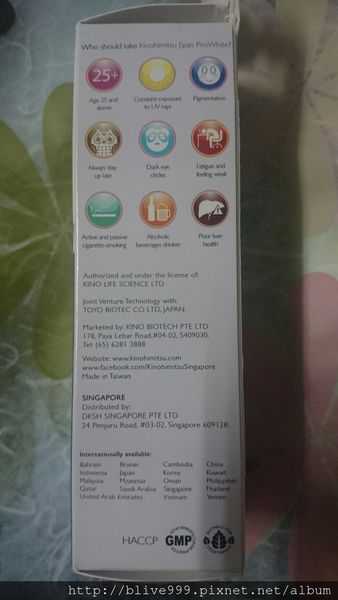 Who should take Kinohimitsu J'pan ProWhite?
25+
Age 25 and
above
Constant exposed
to UV rays
Pigmentation
Always stay
up late
Dark eye
circles
Fatigue and
feeling weak
Active and passive
cigarette-smoking
Alcoholic
beverages drinker
Poor liver
health
Authorized and under the license of:
KINO LIFE SCIENCE LTD
Joint Venture Technology with:
TOYO BIOTEC CO LTD, JAPAN.
Marketed by: KINO BIOTECH PTE LTD
178, Paya Lebar Road,#04-02, S409030.
Tel (65) 6281 3888
Website: www.kinohimitsu.com
www.facebook.com/KinohimitsuSingapore
Made in Taiwan
SINGAPORE
Distributed by:
DKSH SINGAPORE PTE LTD
24 Penjuru Road, #03-02, Singapore 609128.
Internationally available:
Bahrain Brunei Cambodia China
Indonesia Japan Korea Kuwait
Malaysia Myanmar Oman Philippines
Qatar Saudi Arabia Singapore Thailand
United Arab Emirates Vietnam Yemen
HACCP GMP
http://blive999.pixnet.net/album